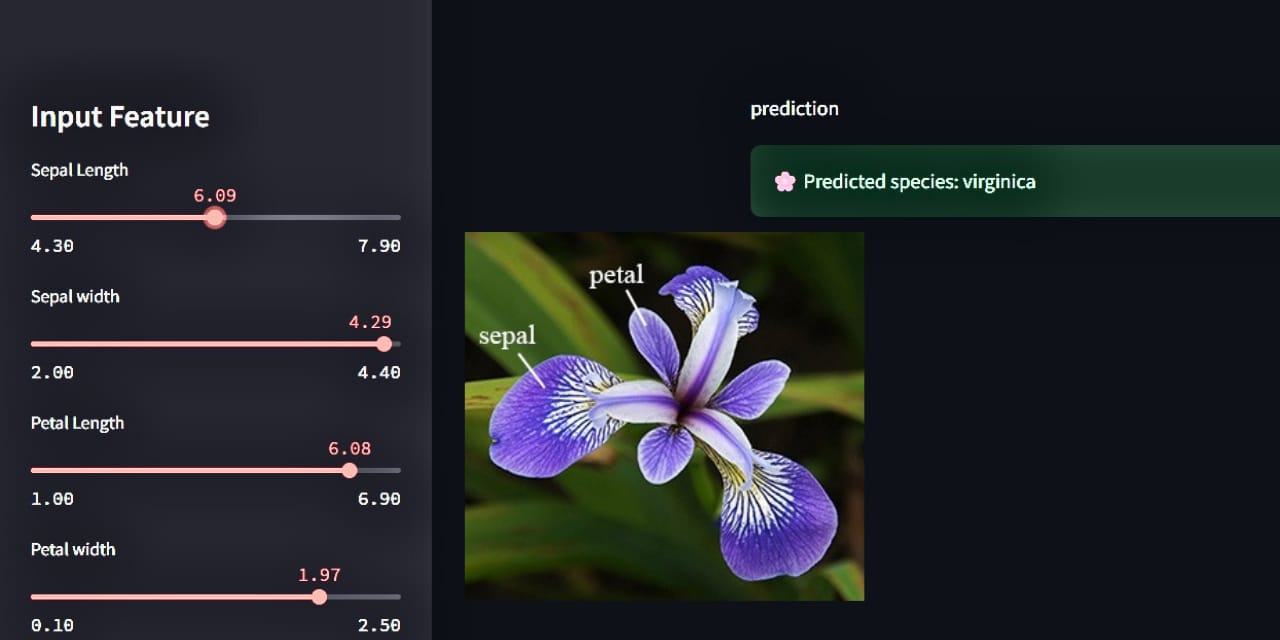 Input Feature
Sepal Length
6.09
4.30 7.90
Sepal width
4.29
2.00 4.40
Petal Length
6.08
1.00 6.90
Petal width
1.97
0.10 2.50
prediction
🌸 Predicted species: virginica
petal
sepal